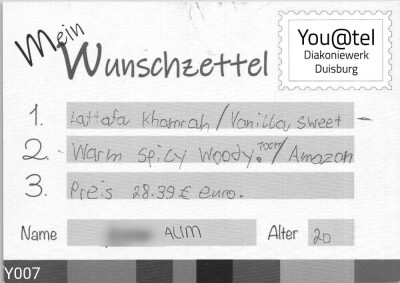 Mein
Wunschzettel
You@tel
Diakoniewerk
Duisburg
1. Lattafa Khamrah / Vanilla sweet -
2. Warm Spicy Woody. 100ml / Amazon
3. Preis 28.39 € euro.
Name ALIM Alter 20
Y007